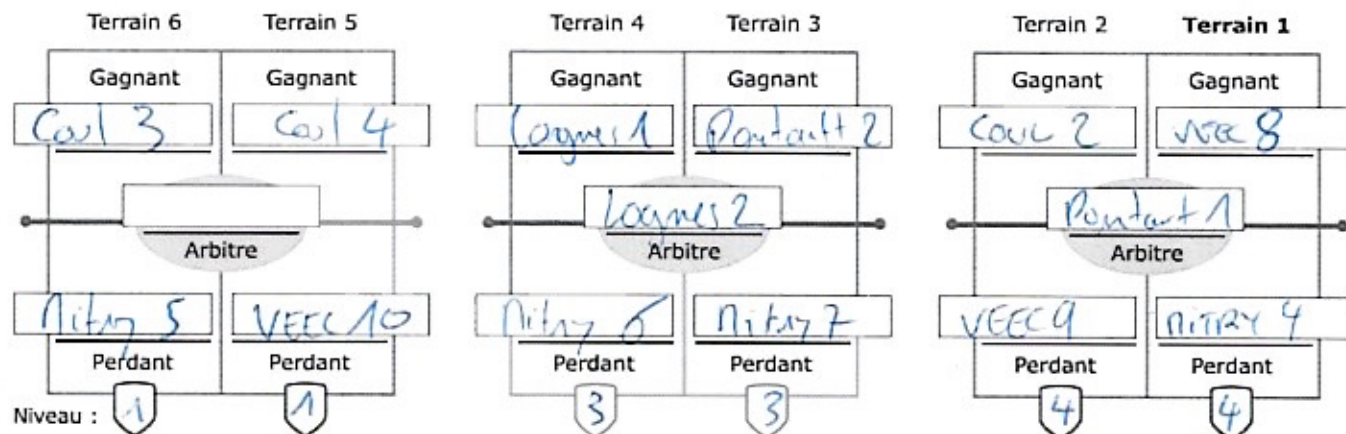 Terrain 6 Terrain 5 Terrain 4 Terrain 3 Terrain 2 Terrain 1
Gagnant Gagnant Gagnant Gagnant Gagnant Gagnant
Coul 3 Coul 4 Lognes 1 Pontault 2 COUL 2 VEEC 8
Lognes 2 Pontault 1
Arbitre Arbitre Arbitre
Mitry 5 VEEC 10 Mitry 6 Mitry 7 VEEC 9 MITRY 4
Perdant Perdant Perdant Perdant Perdant Perdant
Niveau : 1 1 3 3 4 4